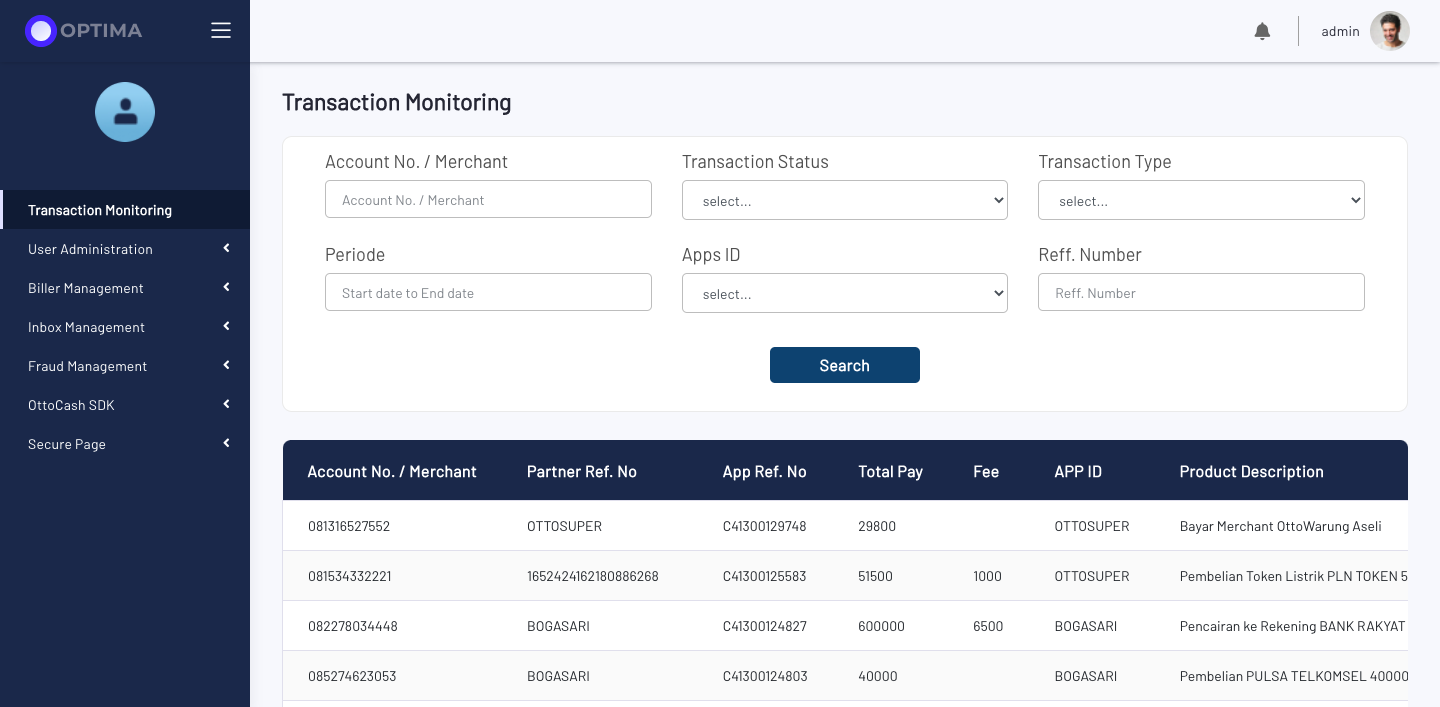 OPTIMA
admin
Transaction Monitoring
User Administration
Biller Management
Inbox Management
Fraud Management
OttoCash SDK
Secure Page
Transaction Monitoring
Account No. / Merchant
Transaction Status
Transaction Type
Account No. / Merchant
select...
select...
Periode
Apps ID
Reff. Number
Start date to End date
select...
Reff. Number
Search
Account No. / Merchant Partner Ref. No App Ref. No Total Pay Fee APP ID Product Description
081316527552 OTTOSUPER C41300129748 29800 OTTOSUPER Bayar Merchant OttoWarung Aseli
081534332221 1652424162180886268 C41300125583 51500 1000 OTTOSUPER Pembelian Token Listrik PLN TOKEN 5
082278034448 BOGASARI C41300124827 600000 6500 BOGASARI Pencairan ke Rekening BANK RAKYAT
085274623053 BOGASARI C41300124803 40000 BOGASARI Pembelian PULSA TELKOMSEL 40000